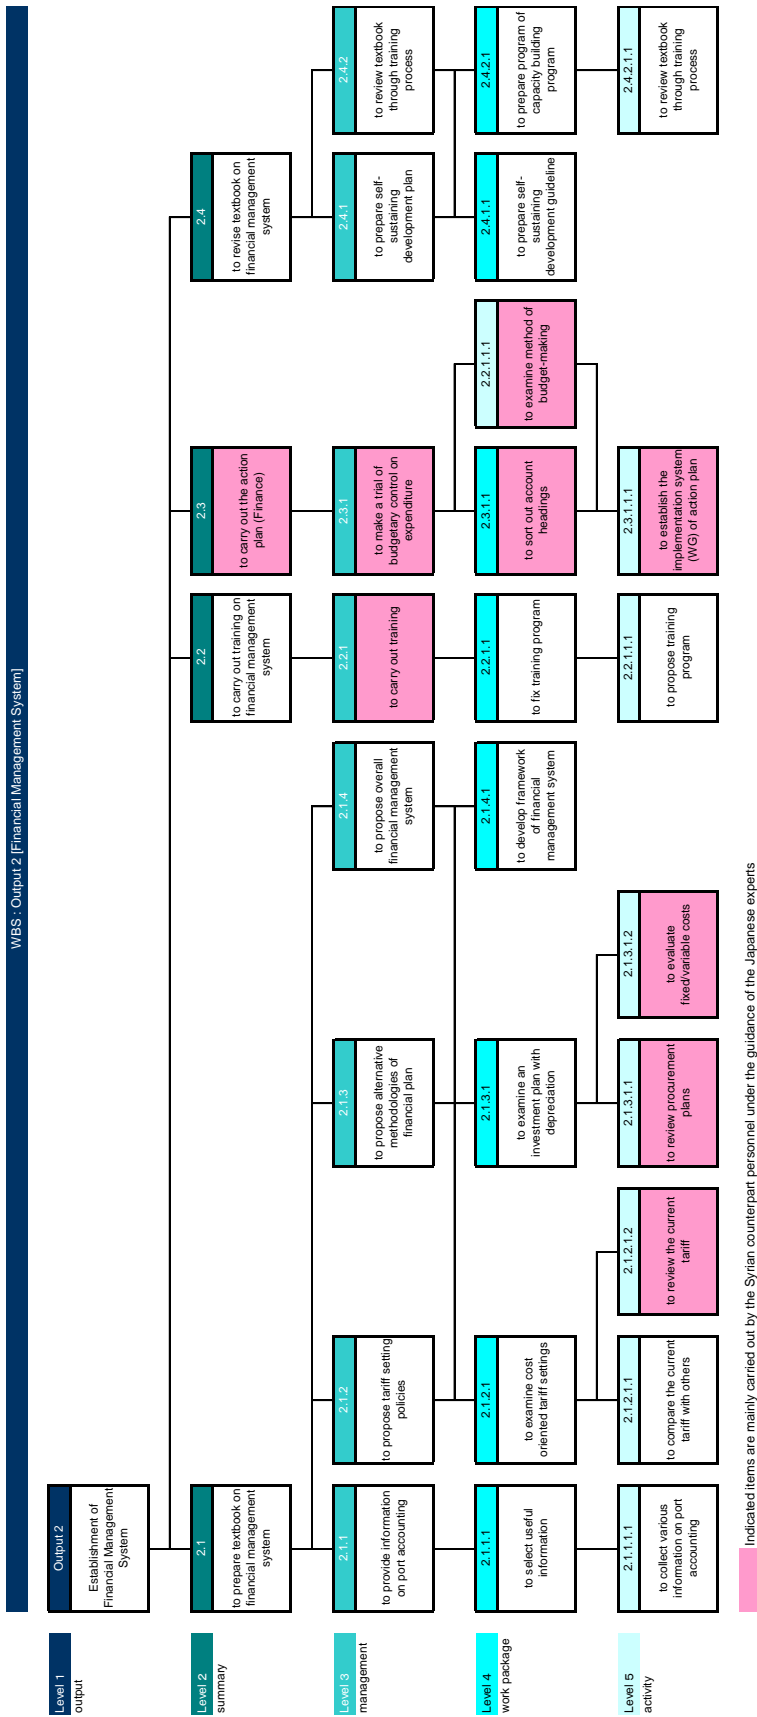 WBS : Output 2 [Financial Management System]
Level 1
output
Output 2
Establishment of
Financial Management
System
Level 2
summary
2.1
to prepare textbook on
financial management
system
2.2
to carry out training on
financial management
system
2.3
to carry out the action
plan (Finance)
2.4
to revise textbook on
financial management
system
Level 3
management
2.1.1
to provide information
on port accounting
2.1.2
to propose tariff setting
policies
2.1.3
to propose alternative
methodologies of
financial plan
2.1.4
to propose overall
financial management
system
2.2.1
to carry out training
2.3.1
to make a trial of
budgetary control on
expenditure
2.4.1
to prepare self-
sustaining
development plan
2.4.2
to review textbook
through training
process
Level 4
work package
2.1.1.1
to select useful
information
2.1.2.1
to examine cost
oriented tariff settings
2.1.3.1
to examine an
investment plan with
depreciation
2.1.4.1
to develop framework
of financial
management system
2.2.1.1
to fix training program
2.3.1.1
to sort out account
headings
2.2.1.1.1
to examine method of
budget-making
2.4.1.1
to prepare self-
sustaining
development guideline
2.4.2.1
to prepare program of
capacity building
program
Level 5
activity
2.1.1.1.1
to collect various
information on port
accounting
2.1.2.1.1
to compare the current
tariff with others
2.1.2.1.2
to review the current
tariff
2.1.3.1.1
to review procurement
plans
2.1.3.1.2
to evaluate
fixed/variable costs
2.2.1.1.1
to propose training
program
2.3.1.1.1
to establish the
implementation system
(WG) of action plan
2.4.2.1.1
to review textbook
through training
process
Indicated items are mainly carried out by the Syrian counterpart personnel under the guidance of the Japanese experts